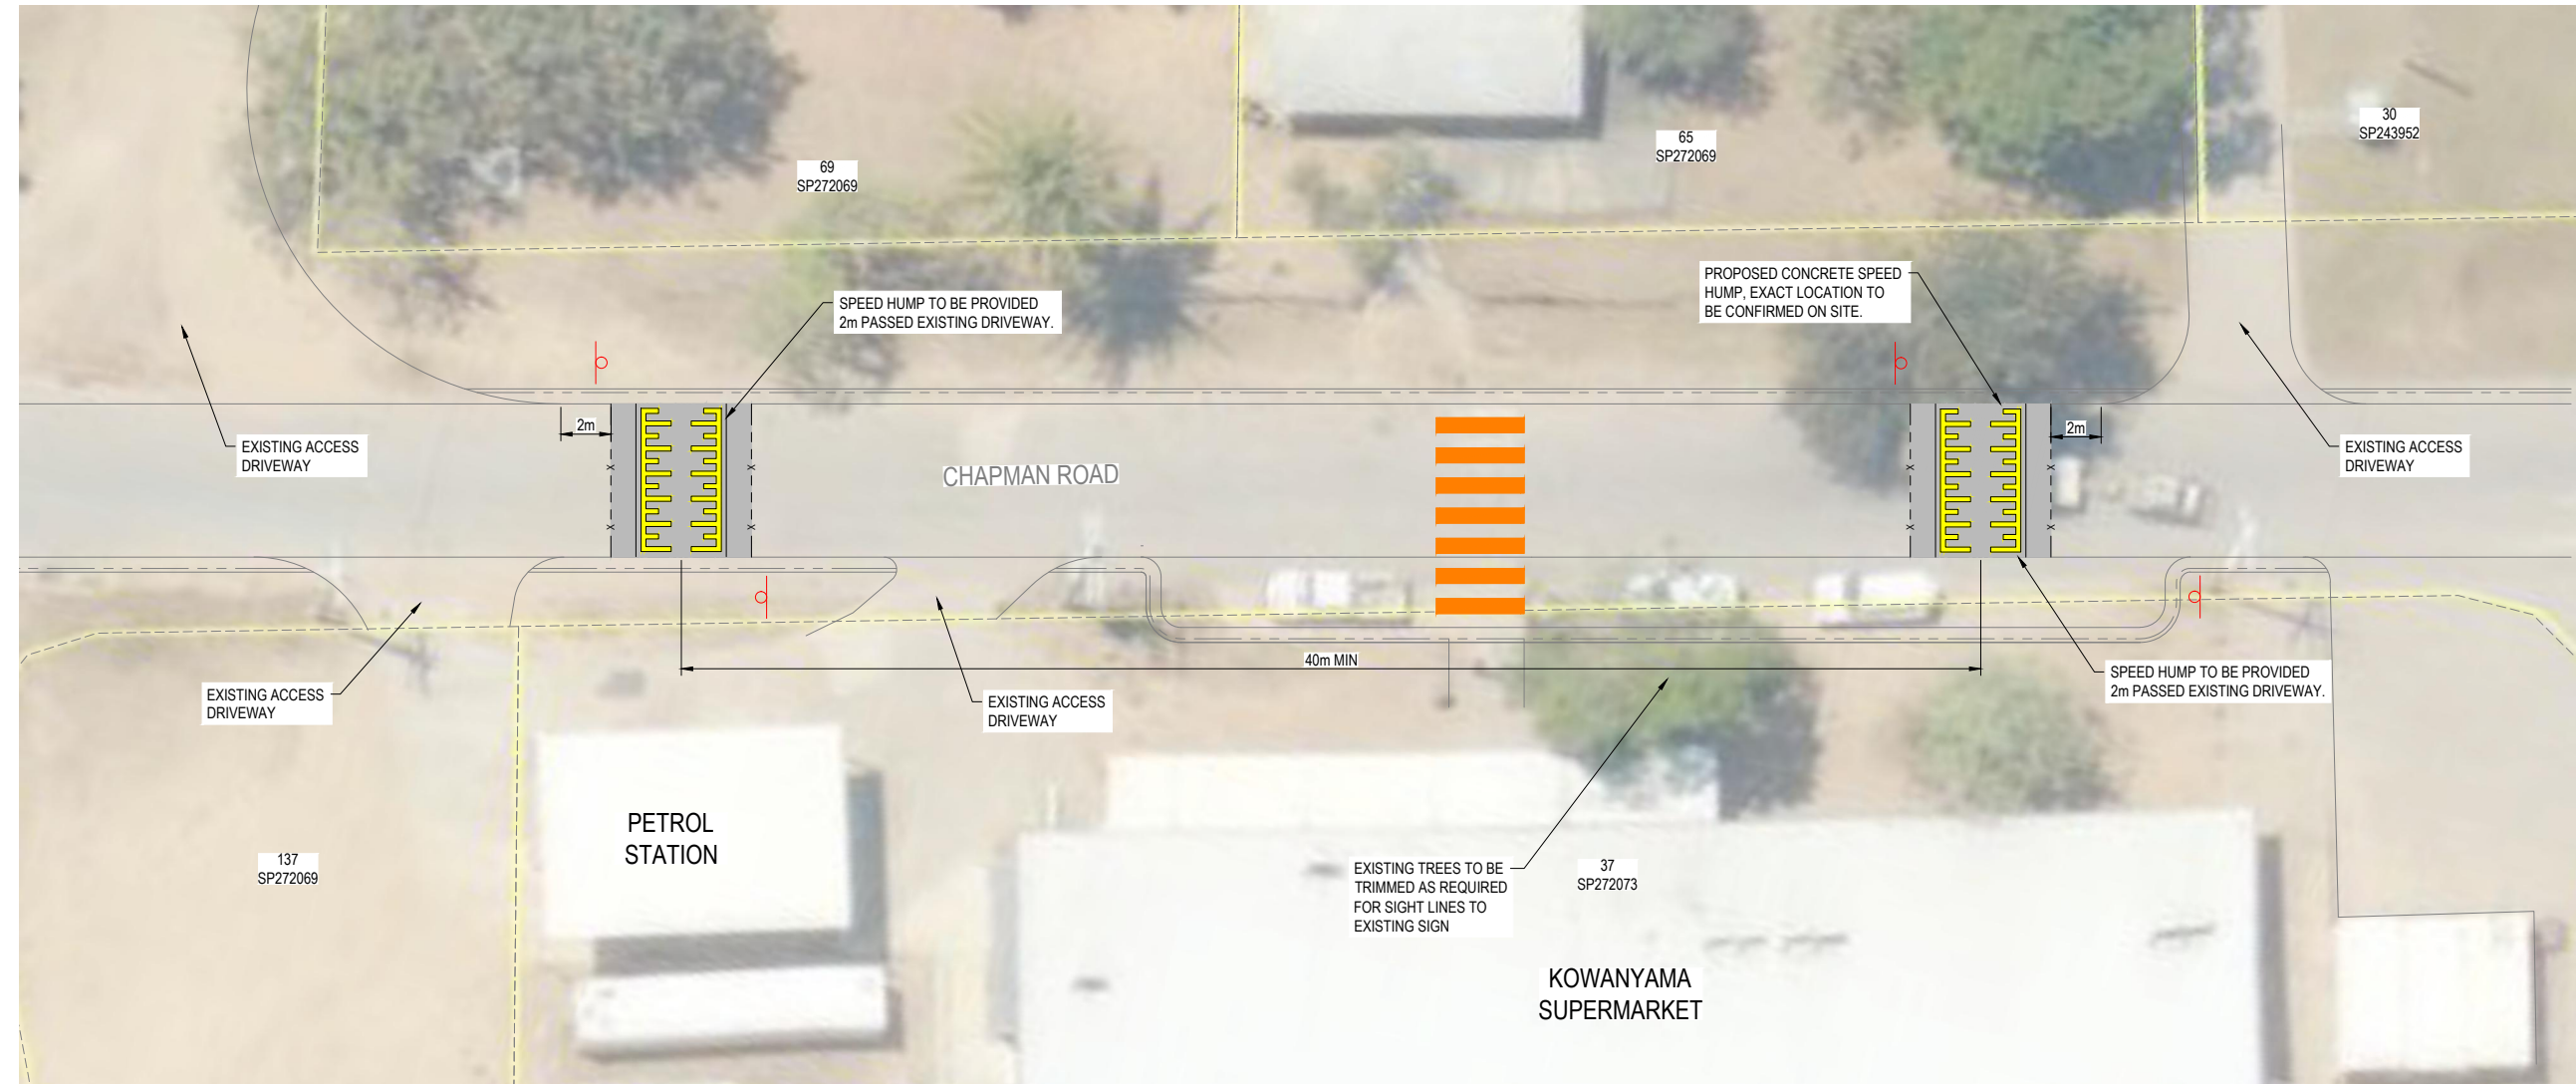 30
SP243952
65
SP272069
69
SP272069
PROPOSED CONCRETE SPEED
HUMP, EXACT LOCATION TO
BE CONFIRMED ON SITE.
SPEED HUMP TO BE PROVIDED
2m PASSED EXISTING DRIVEWAY.
2m
2m
EXISTING ACCESS
DRIVEWAY
CHAPMAN ROAD
EXISTING ACCESS
DRIVEWAY
40m MIN
EXISTING ACCESS
DRIVEWAY
EXISTING ACCESS
DRIVEWAY
SPEED HUMP TO BE PROVIDED
2m PASSED EXISTING DRIVEWAY.
PETROL
STATION
137
SP272069
EXISTING TREES TO BE
TRIMMED AS REQUIRED
FOR SIGHT LINES TO
EXISTING SIGN
37
SP272073
KOWANYAMA
SUPERMARKET